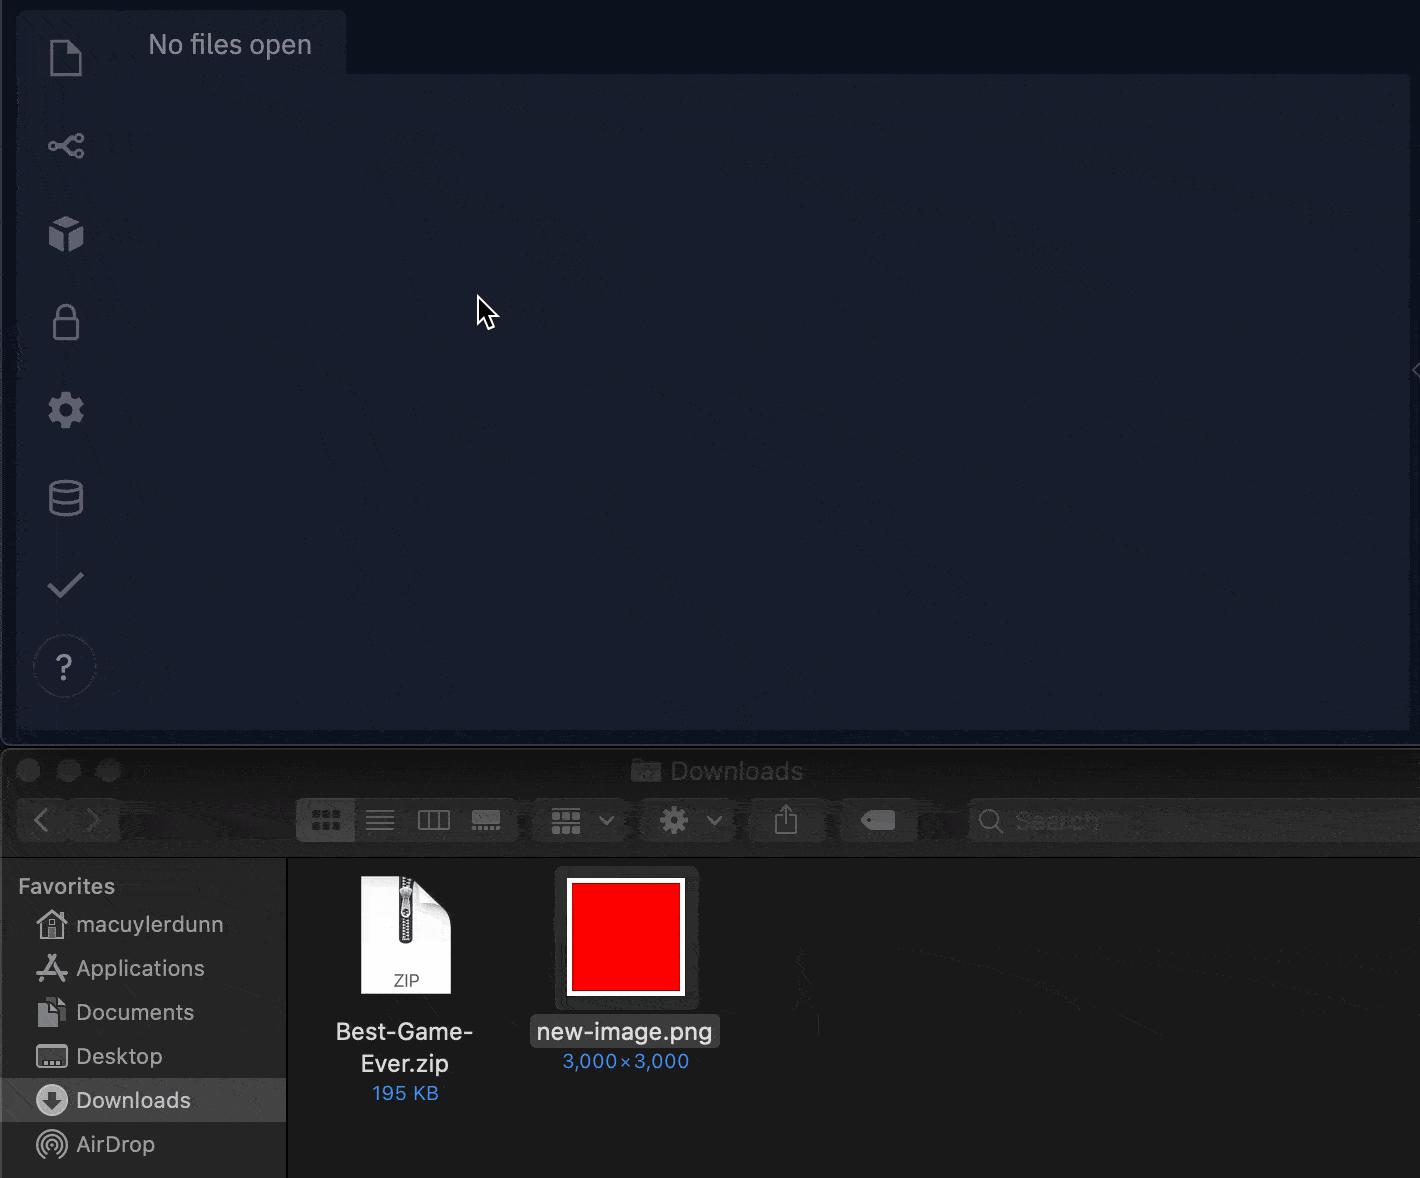 No files open
?
Downloads
Search
Favorites
macuylerdunn
Applications
Documents
Desktop
Downloads
AirDrop
ZIP
Best-Game-
Ever.zip
195 KB
new-image.png
3,000×3,000